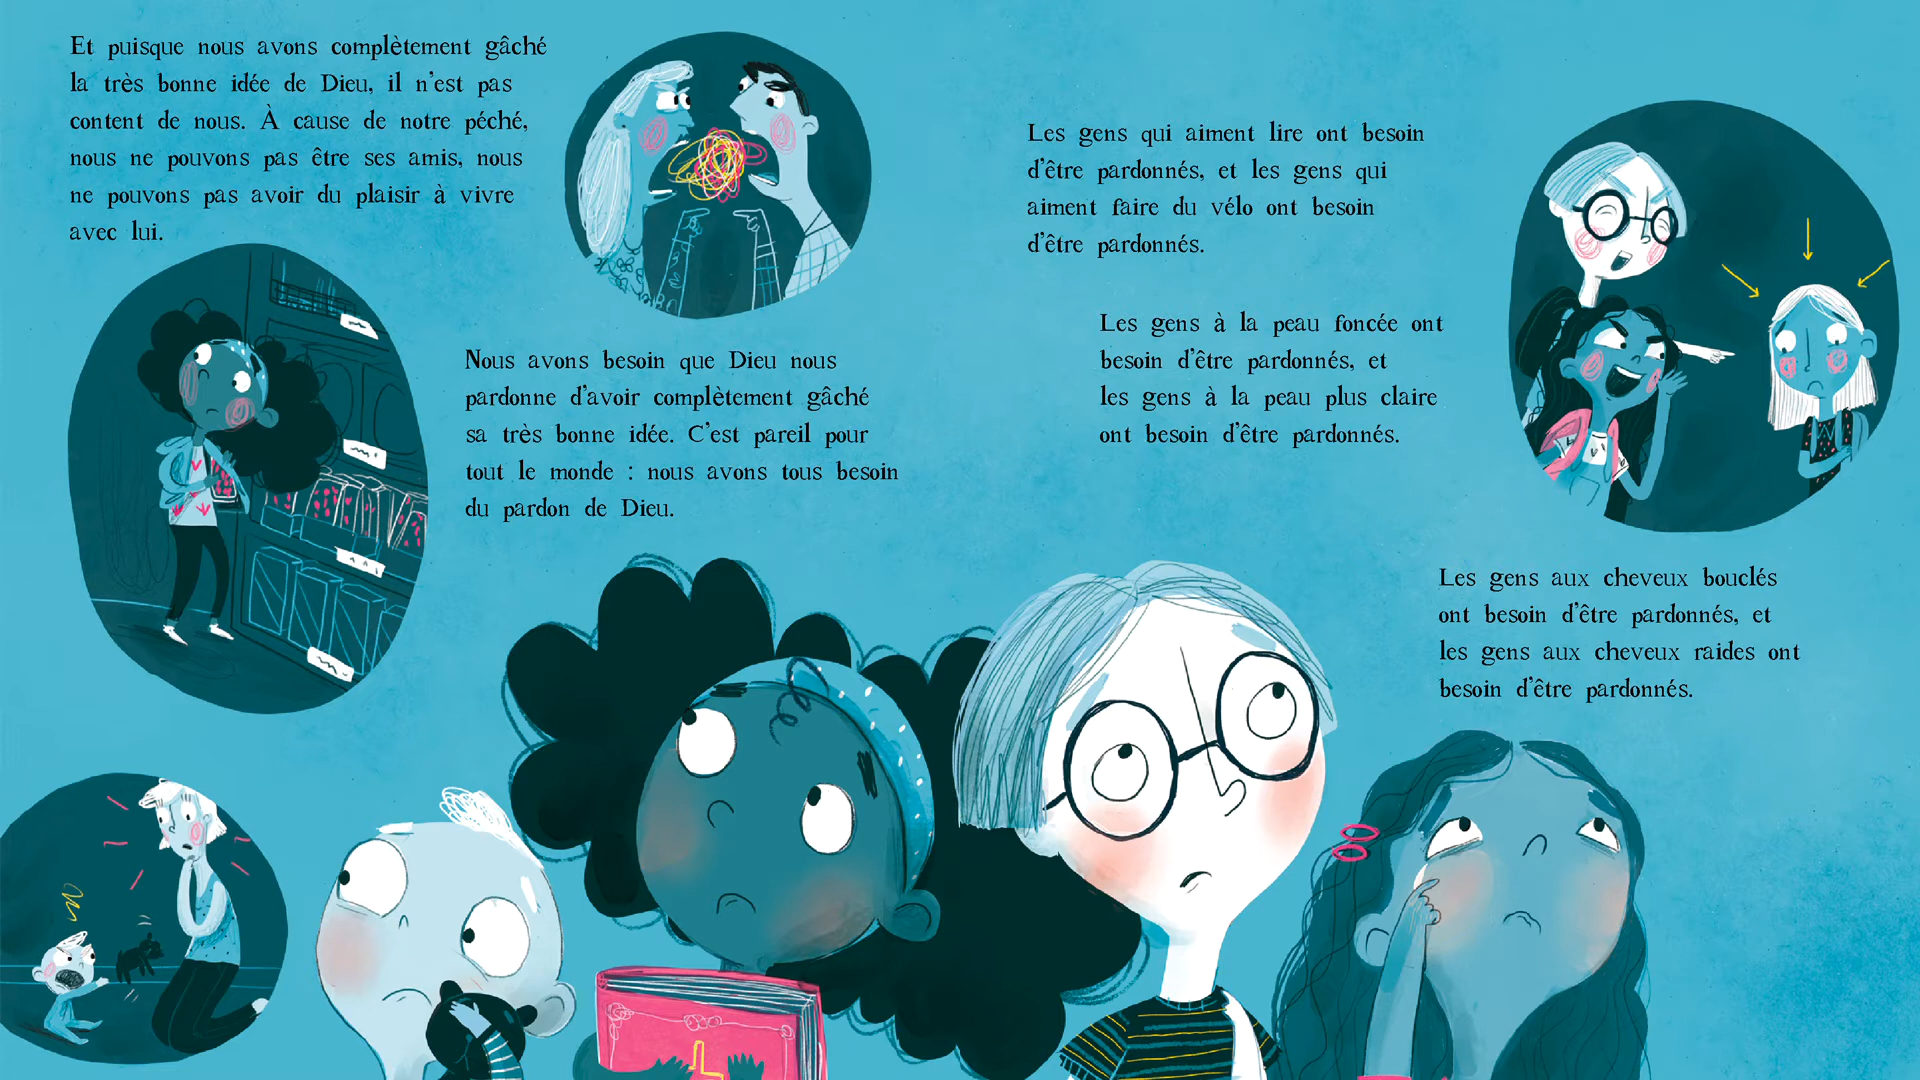 Et puisque nous avons complètement gâché
la très bonne idée de Dieu, il n'est pas
content de nous. À cause de notre péché,
nous ne pouvons pas être ses amis, nous
ne pouvons pas avoir du plaisir à vivre
avec lui.
Nous avons besoin que Dieu nous
pardonne d'avoir complètement gâché
sa très bonne idée. C'est pareil pour
tout le monde : nous avons tous besoin
du pardon de Dieu.
Les gens qui aiment lire ont besoin
d'être pardonnés, et les gens qui
aiment faire du vélo ont besoin
d'être pardonnés.
Les gens à la peau foncée ont
besoin d'être pardonnés, et
les gens à la peau plus claire
ont besoin d'être pardonnés.
Les gens aux cheveux bouclés
ont besoin d'être pardonnés, et
les gens aux cheveux raides ont
besoin d'être pardonnés.